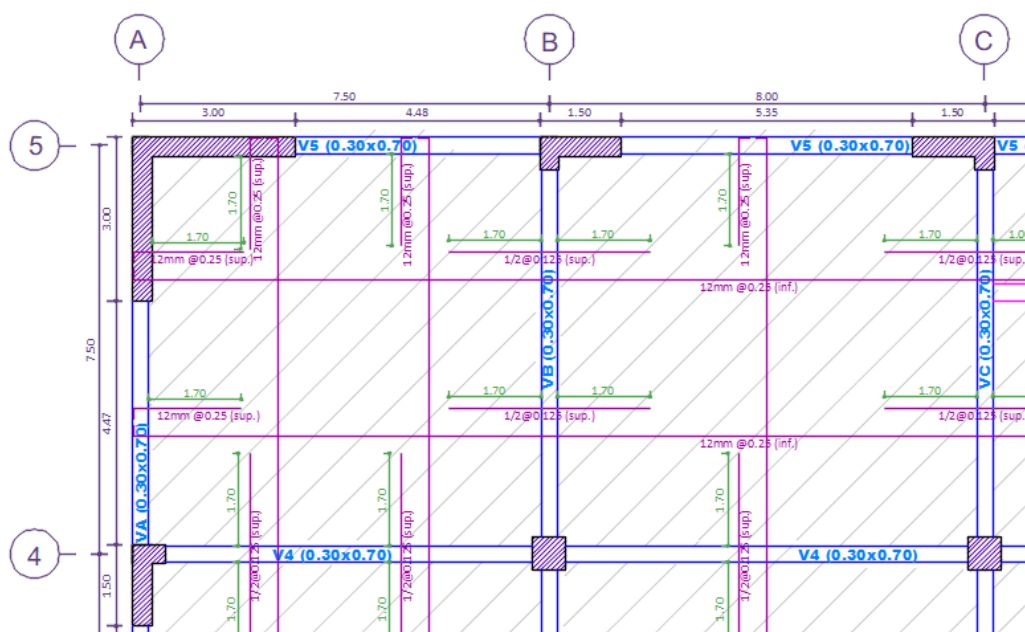 A
B
C
7.50
8.00
3.00
4.48
1.50
5.35
1.50
5
V5 (0.30x0.70)
V5 (0.30x0.70)
V5
3.00
1.70
12mm @0.25 (sup.)
1.70
12mm @0.25 (sup.)
1.70
12mm @0.25 (sup.)
1.70
1.70
1.70
1.70
12mm @0.25 (sup.)
1/2@0.125 (sup.)
1/2@0.125 (sup.)
12mm @0.25 (inf.)
VB (0.30x0.70)
VC (0.30x0.70)
7.50
1.70
1.70
1.70
1.70
12mm @0.25 (sup.)
1/2@0.125 (sup.)
1/2@0.125 (sup.)
4.47
VA (0.30x0.70)
12mm @0.25 (inf.)
1.70
1.70
1.70
4
V4 (0.30x0.70)
V4 (0.30x0.70)
1/2@0.125 (sup.)
1/2@0.125 (sup.)
1/2@0.125 (sup.)
1.50
1.70
1.70
1.70